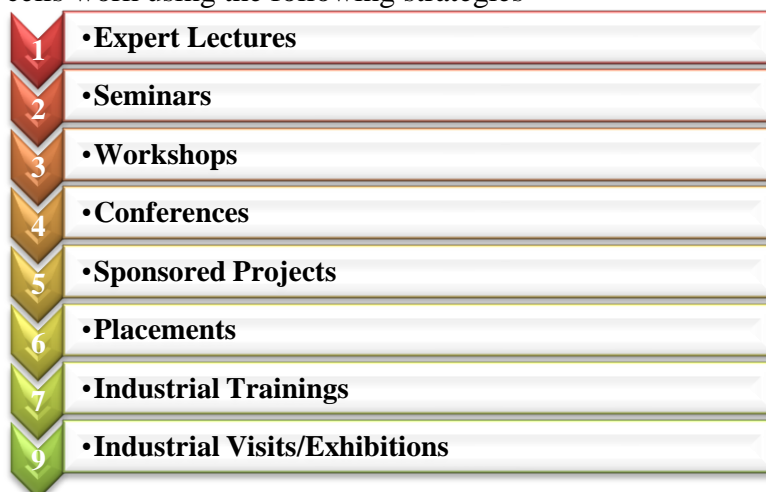 cells work using the following strategies
1 •Expert Lectures
2 •Seminars
3 •Workshops
4 •Conferences
5 •Sponsored Projects
6 •Placements
7 •Industrial Trainings
9 •Industrial Visits/Exhibitions